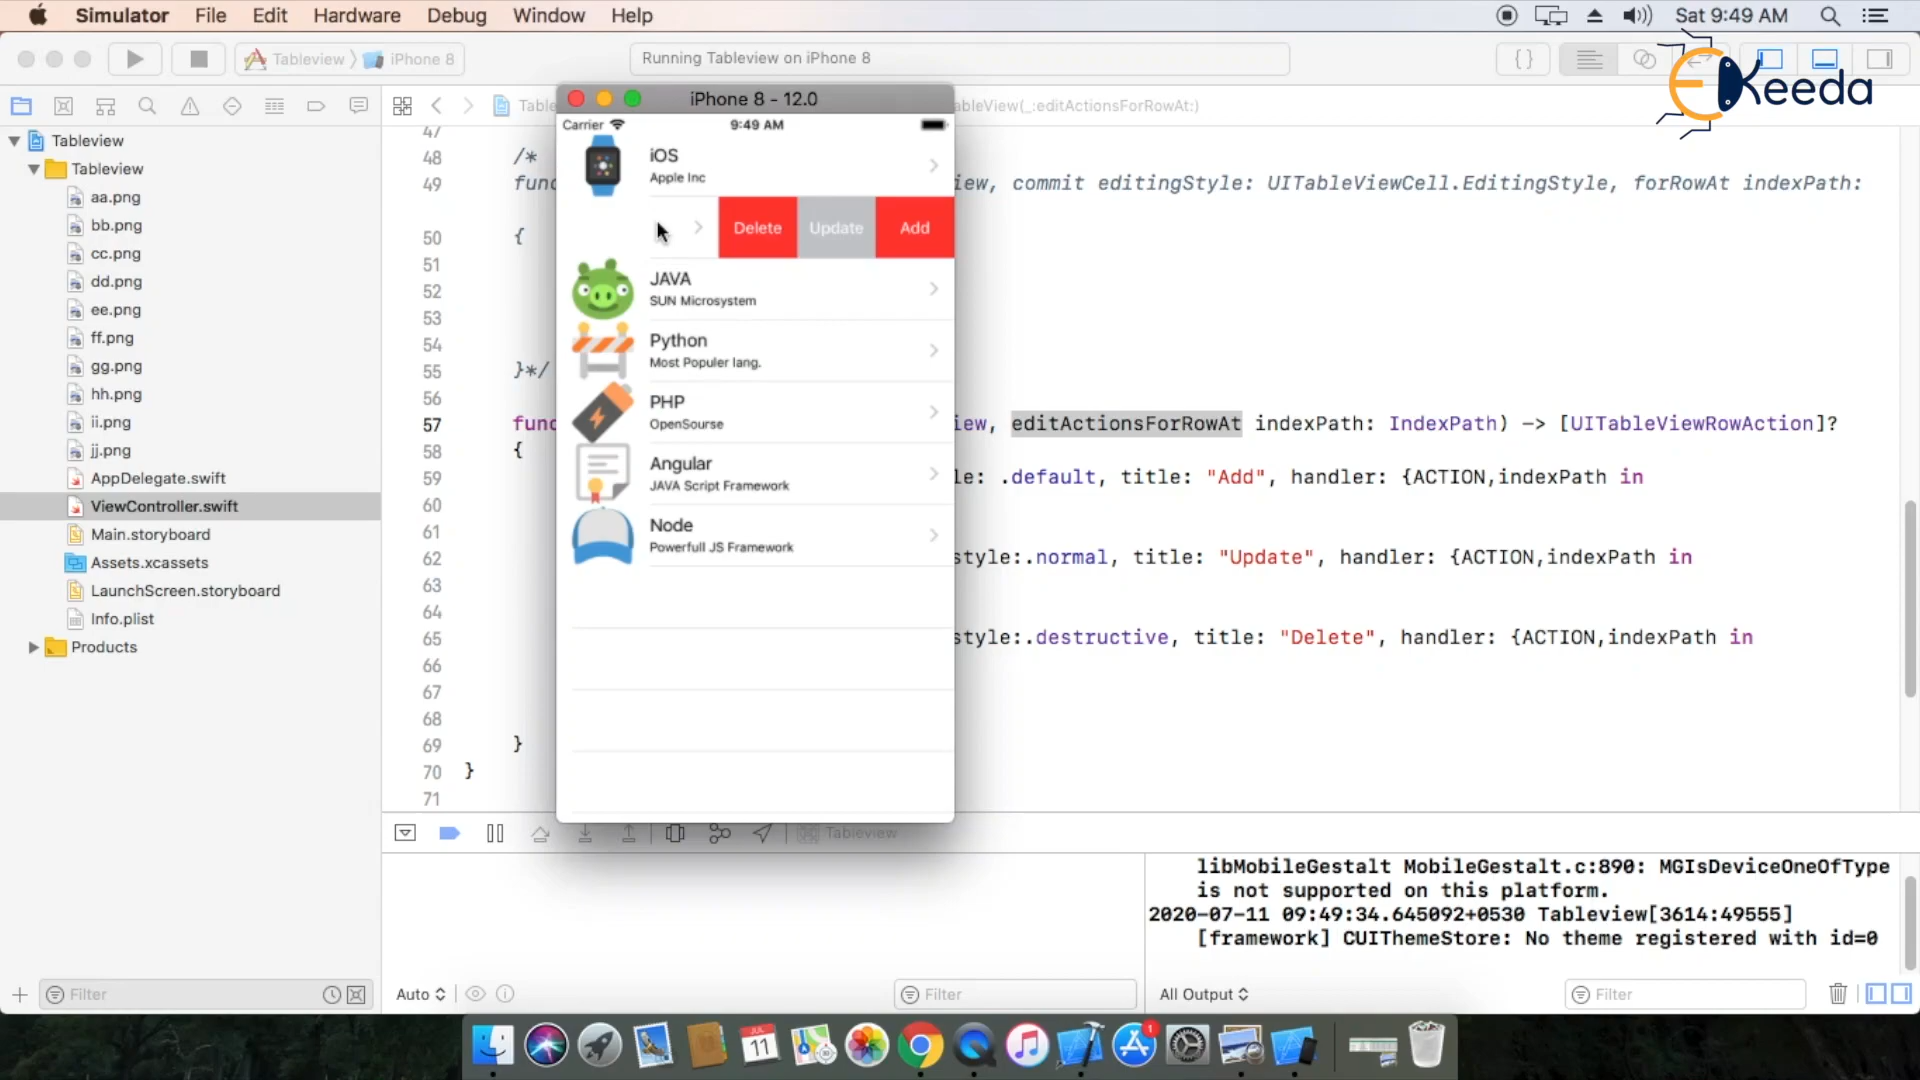 Simulator File Edit Hardware Debug Window Help Sat 9:49 AM
Tableview iPhone 8 Running Tableview on iPhone 8
EKeeda
iPhone 8 - 12.0
Table
ableView(_:editActionsForRowAt:)
Carrier 9:49 AM
iOS
Apple Inc
Delete Update Add
JAVA
SUN Microsystem
Python
Most Populer lang.
PHP
OpenSourse
Angular
JAVA Script Framework
Node
Powerfull JS Framework
Tableview
Tableview
aa.png
bb.png
cc.png
dd.png
ee.png
ff.png
gg.png
hh.png
ii.png
jj.png
AppDelegate.swift
ViewController.swift
Main.storyboard
Assets.xcassets
LaunchScreen.storyboard
Info.plist
Products
47
48 /*
49 func iew, commit editingStyle: UITableViewCell.EditingStyle, forRowAt indexPath:
50 {
51
52
53
54
55 }*/
56
57 func iew, editActionsForRowAt indexPath: IndexPath) -> [UITableViewRowAction]?
58 {
59 le: .default, title: "Add", handler: {ACTION,indexPath in
60
61
62 style:.normal, title: "Update", handler: {ACTION,indexPath in
63
64
65 style:.destructive, title: "Delete", handler: {ACTION,indexPath in
66
67
68
69 }
70 }
71
Tableview
libMobileGestalt MobileGestalt.c:890: MGIsDeviceOneOfType
is not supported on this platform.
2020-07-11 09:49:34.645092+0530 Tableview[3614:49555]
[framework] CUIThemeStore: No theme registered with id=0
Filter Auto Filter All Output Filter
JUL
11
1